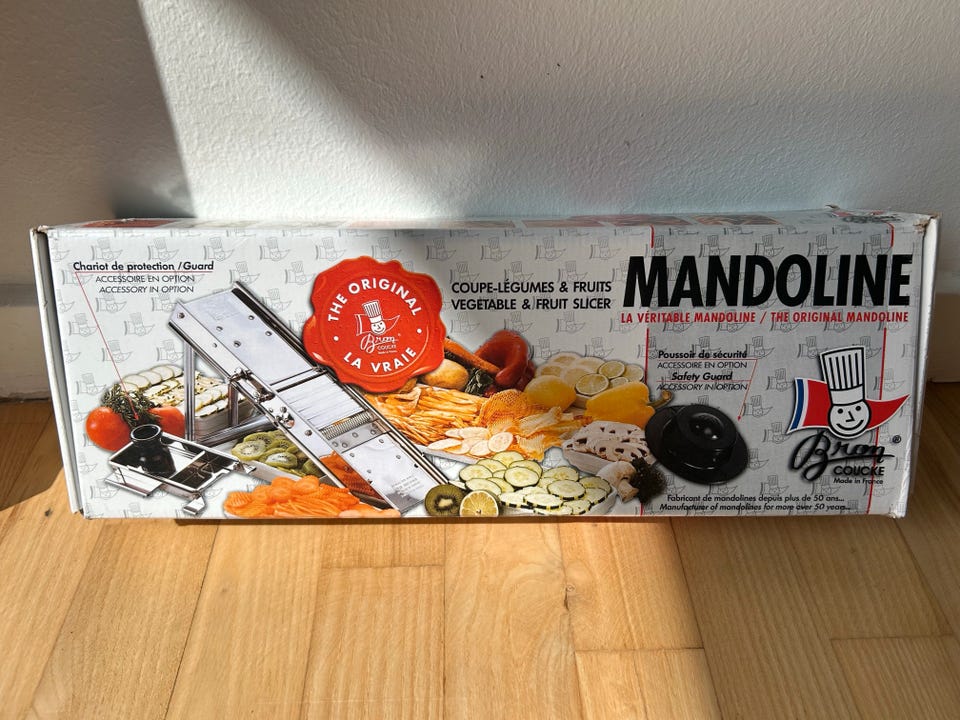 Chariot de protection / Guard
ACCESSOIRE EN OPTION
ACCESSORY IN OPTION
THE ORIGINAL
Bron
COUCKE
LA VRAIE
COUPE-LÉGUMES & FRUITS
VEGETABLE & FRUIT SLICER
MANDOLINE
LA VÉRITABLE MANDOLINE / THE ORIGINAL MANDOLINE
Poussoir de sécurité
ACCESSOIRE EN OPTION
Safety Guard
ACCESSORY IN OPTION
Bron®
COUCKE
Made in France
Fabricant de mandolines depuis plus de 50 ans...
Manufacturer of mandolines for more over 50 years...